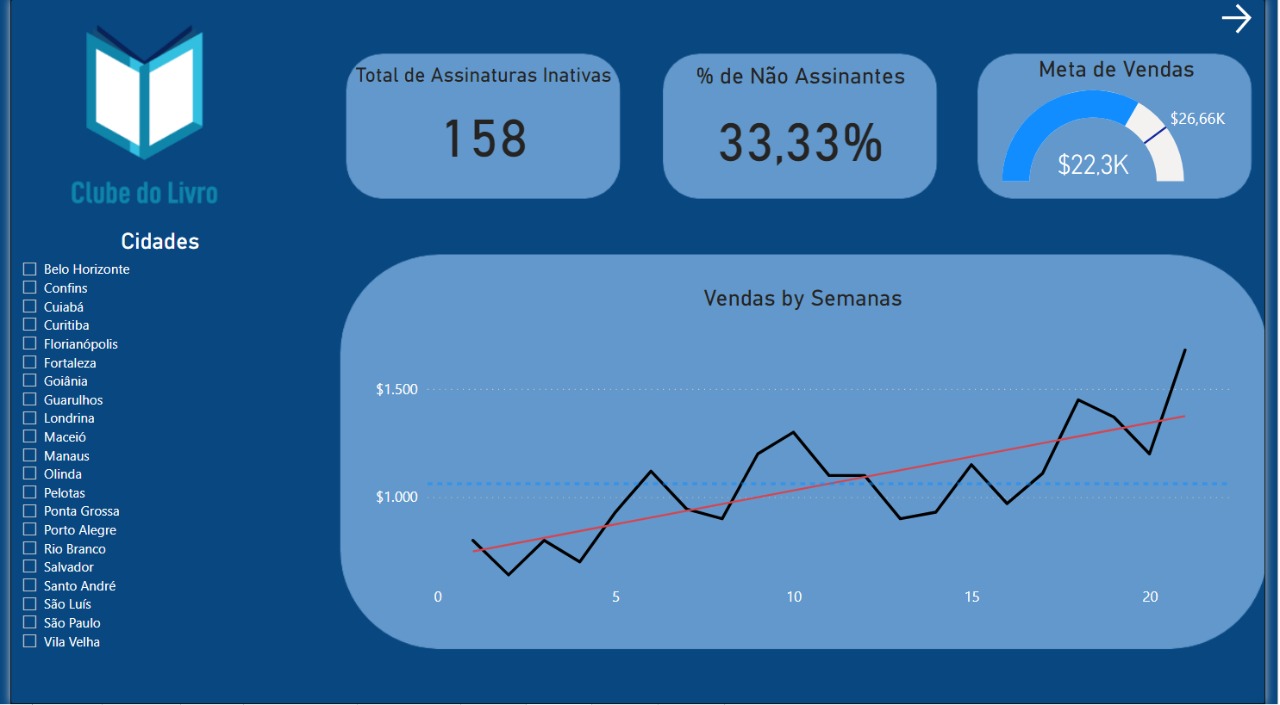 Clube do Livro
Cidades
Belo Horizonte
Confins
Cuiabá
Curitiba
Florianópolis
Fortaleza
Goiânia
Guarulhos
Londrina
Maceió
Manaus
Olinda
Pelotas
Ponta Grossa
Porto Alegre
Rio Branco
Salvador
Santo André
São Luís
São Paulo
Vila Velha
Total de Assinaturas Inativas
158
% de Não Assinantes
33,33%
Meta de Vendas
$26,66K
$22,3K
Vendas by Semanas
$1.500
$1.000
0 5 10 15 20